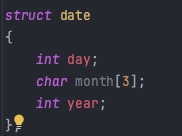 struct date
{
    int day;
    char month[3];
    int year;
}